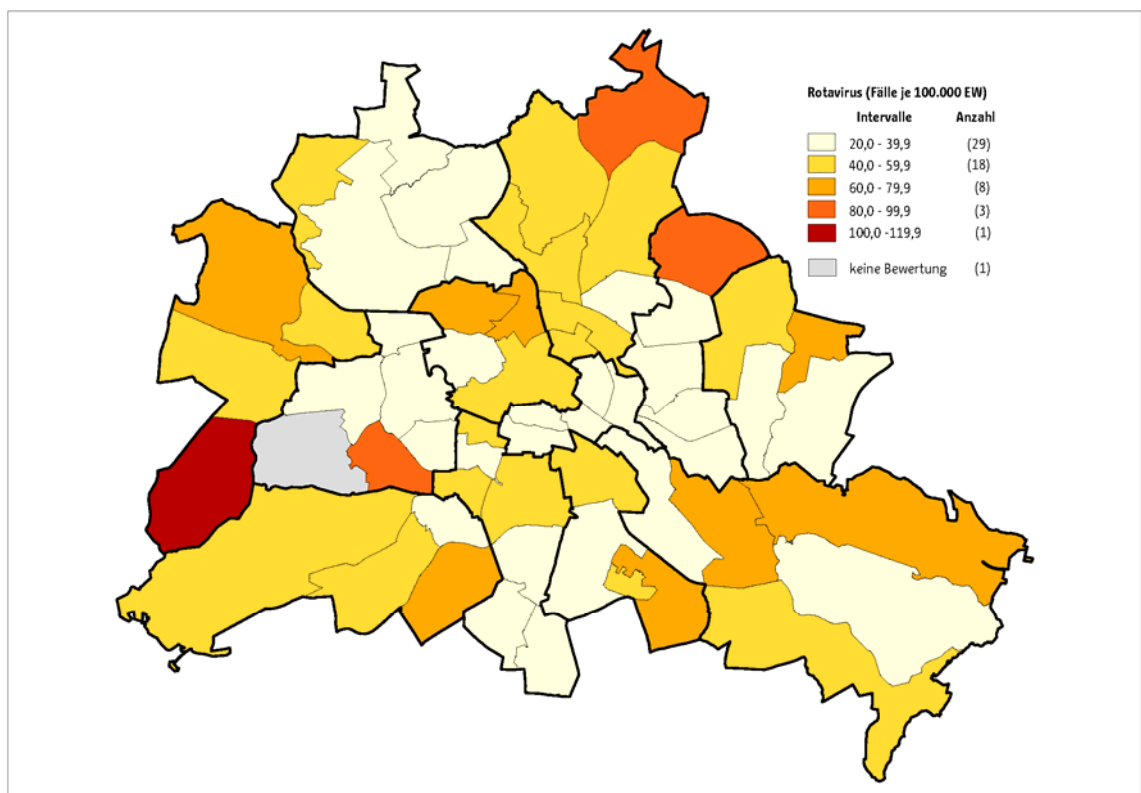 Rotavirus (Fälle je 100.000 EW)
Intervalle Anzahl
20,0 - 39,9 (29)
40,0 - 59,9 (18)
60,0 - 79,9 (8)
80,0 - 99,9 (3)
100,0 -119,9 (1)
keine Bewertung (1)